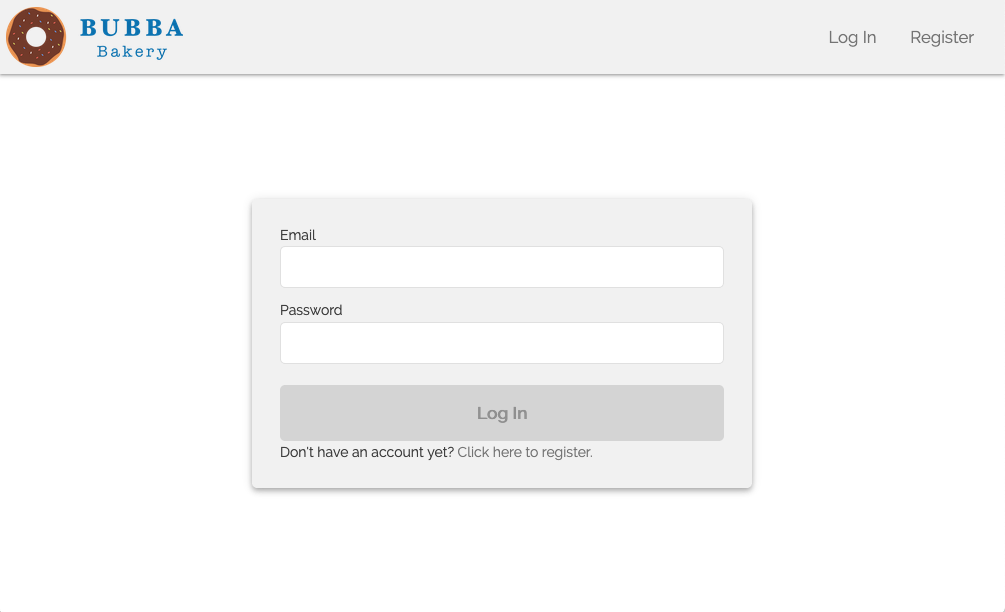 BUBBA
Bakery
Log In Register
Email
Password
Log In
Don't have an account yet? Click here to register.